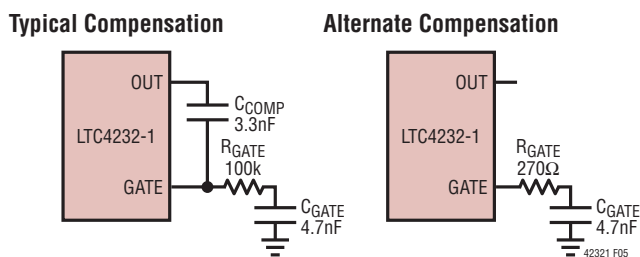 Typical Compensation
OUT
LTC4232-1
GATE
CCOMP
3.3nF
RGATE
100k
CGATE
4.7nF
Alternate Compensation
OUT
LTC4232-1
GATE
RGATE
270Ω
CGATE
4.7nF
42321 F05